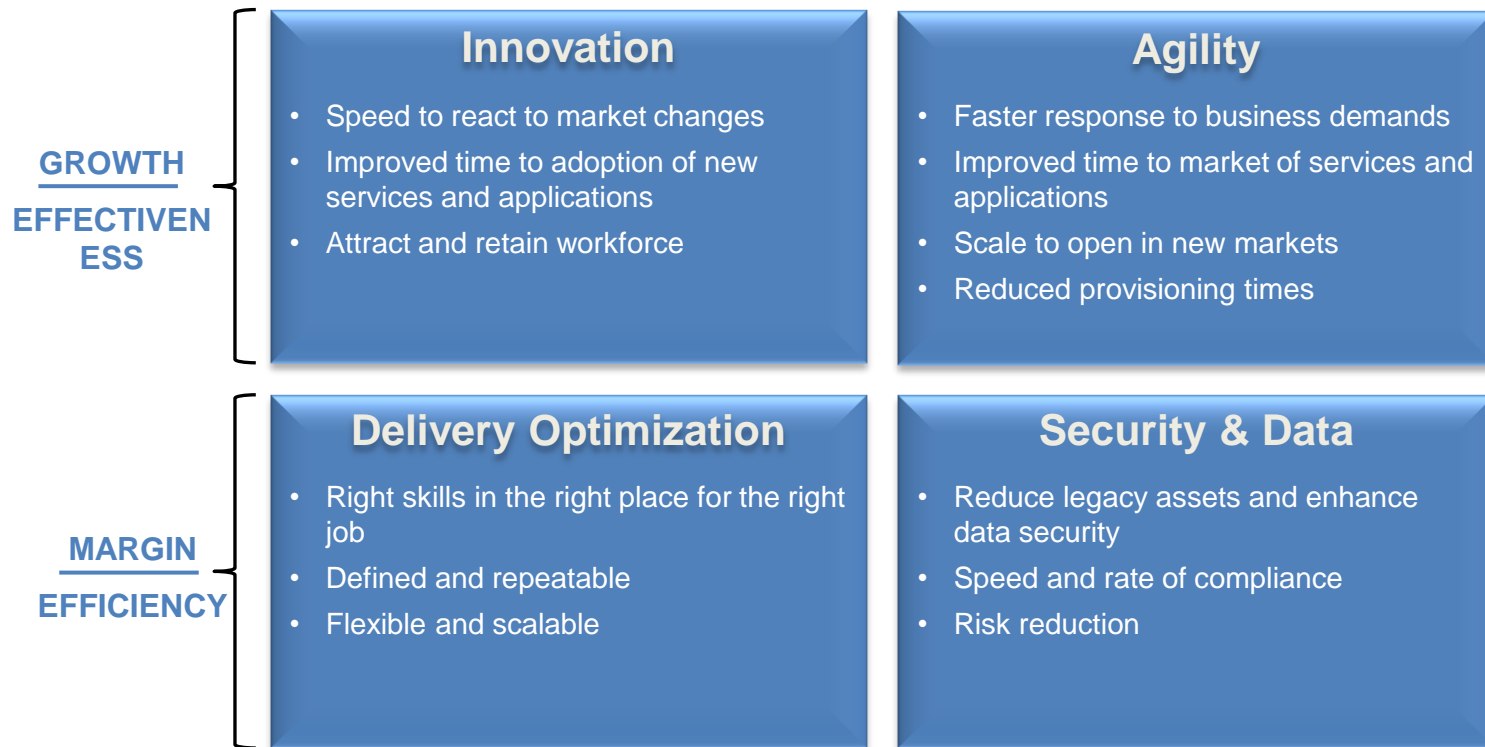 GROWTH
EFFECTIVEN
ESS
Innovation
• Speed to react to market changes
• Improved time to adoption of new
services and applications
• Attract and retain workforce
Agility
• Faster response to business demands
• Improved time to market of services and
applications
• Scale to open in new markets
• Reduced provisioning times
MARGIN
EFFICIENCY
Delivery Optimization
• Right skills in the right place for the right
job
• Defined and repeatable
• Flexible and scalable
Security & Data
• Reduce legacy assets and enhance
data security
• Speed and rate of compliance
• Risk reduction